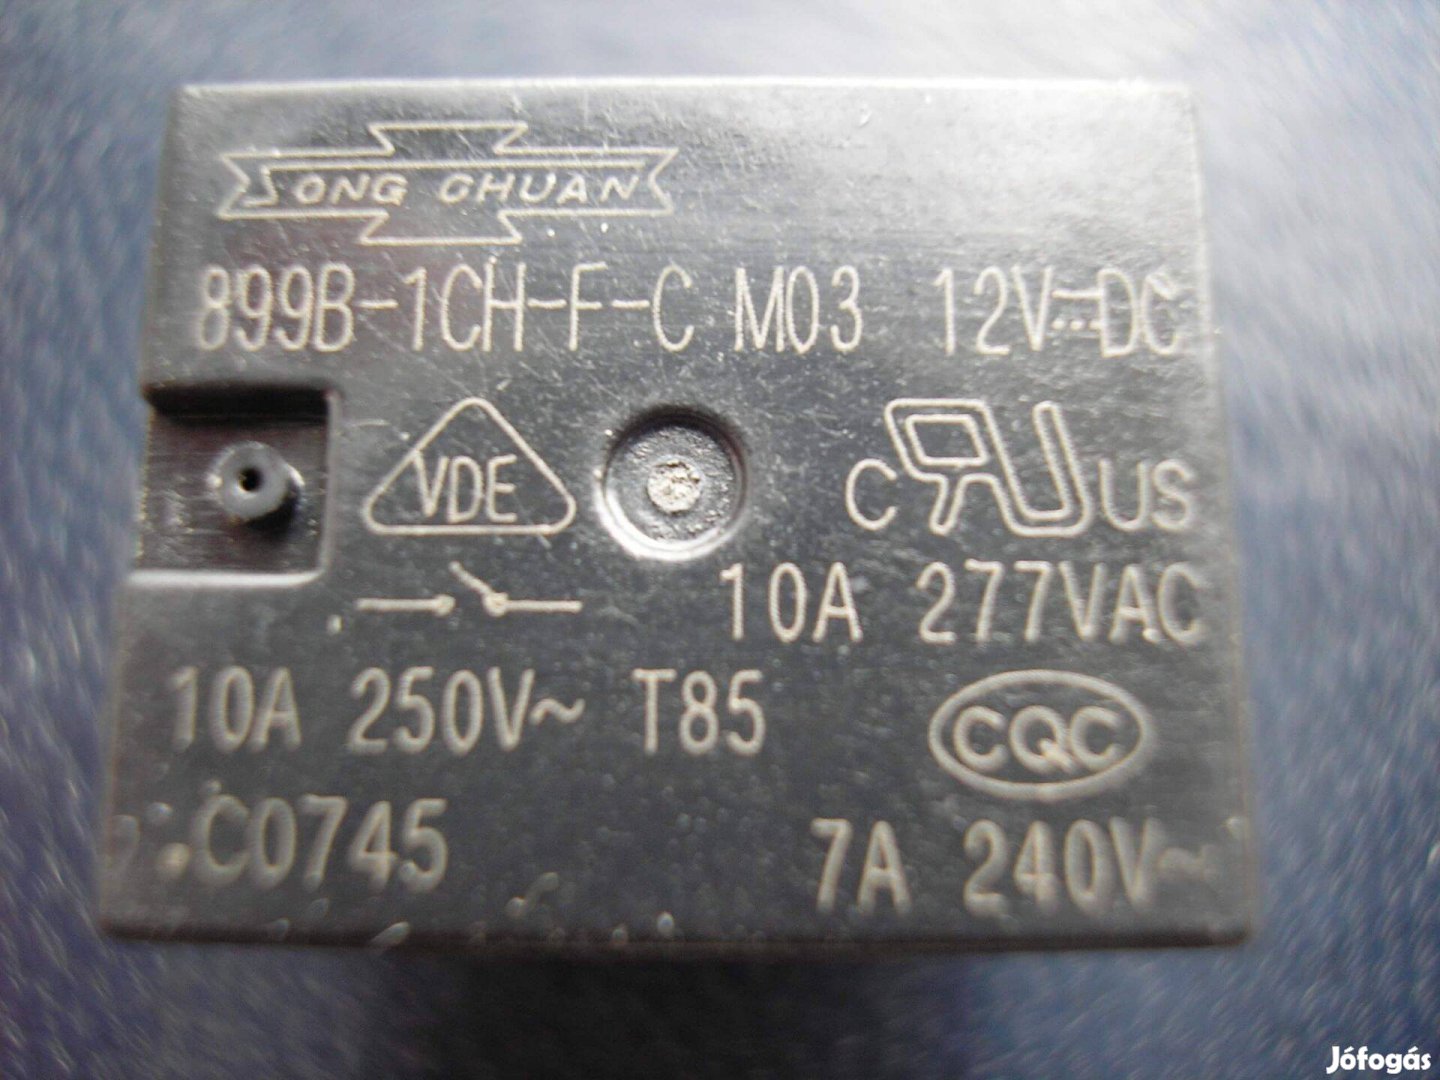 SONG CHUAN
899B-1CH-F-C M03 12V⎓DC
VDE
c RU US
10A 277VAC
10A 250V~ T85
CQC
C0745
7A 240V~
Jófogás